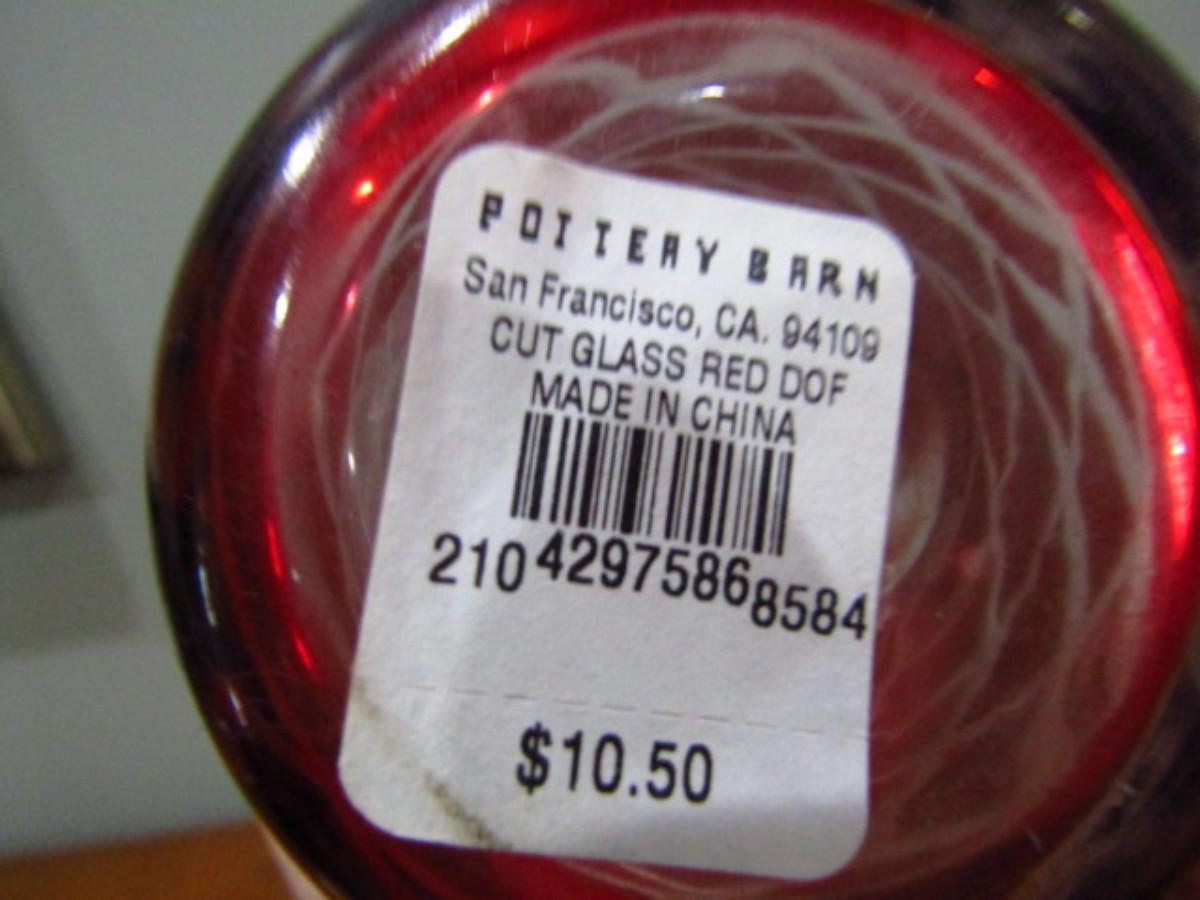 POTTERY BARN
San Francisco, CA. 94109
CUT GLASS RED DOF
MADE IN CHINA
210 4297586 8584
$10.50